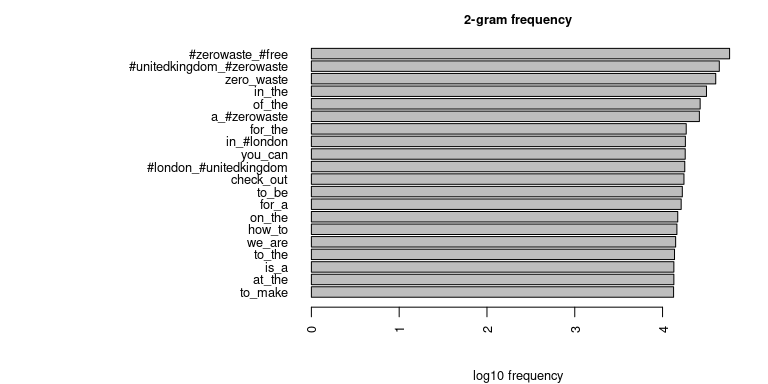 2-gram frequency
#zerowaste_#free
#unitedkingdom_#zerowaste
zero_waste
in_the
of_the
a_#zerowaste
for_the
in_#london
you_can
#london_#unitedkingdom
check_out
to_be
for_a
on_the
how_to
we_are
to_the
is_a
at_the
to_make
0 1 2 3 4
log10 frequency